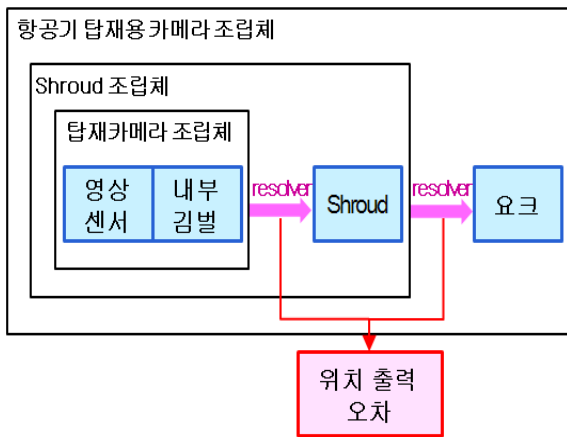 항공기 탑재용 카메라 조립체
Shroud 조립체
탑재카메라 조립체
영상
센서
내부
김벌
resolver
Shroud
resolver
요크
위치 출력
오차